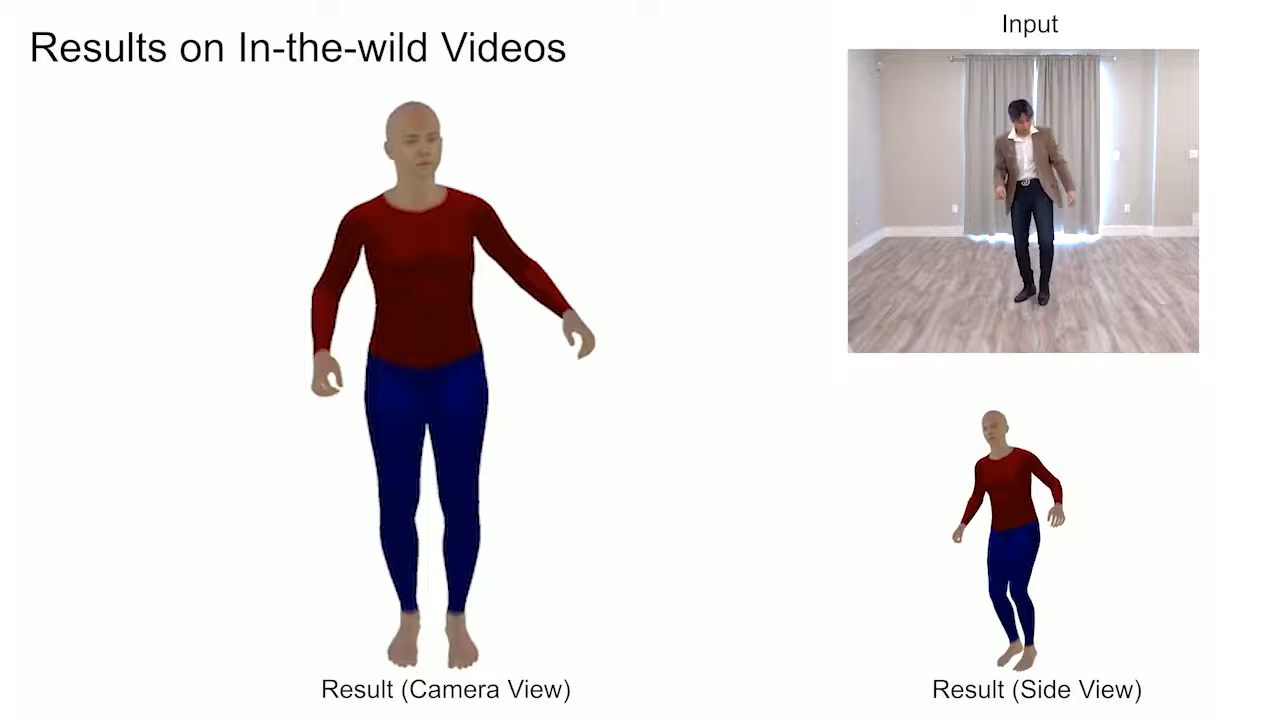 Results on In-the-wild Videos
Input
Result (Camera View)
Result (Side View)